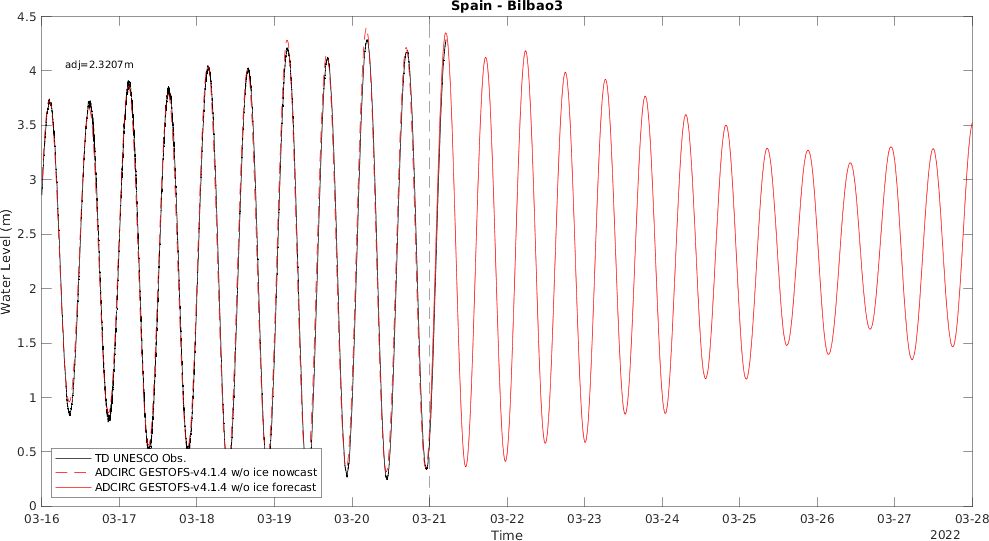 Spain - Bilbao3
4.5
4
3.5
3
2.5
2
1.5
1
0.5
0
Water Level (m)
adj=2.3207m
TD UNESCO Obs.
ADCIRC GESTOFS-v4.1.4 w/o ice nowcast
ADCIRC GESTOFS-v4.1.4 w/o ice forecast
03-16 03-17 03-18 03-19 03-20 03-21 03-22 03-23 03-24 03-25 03-26 03-27 03-28
Time
2022